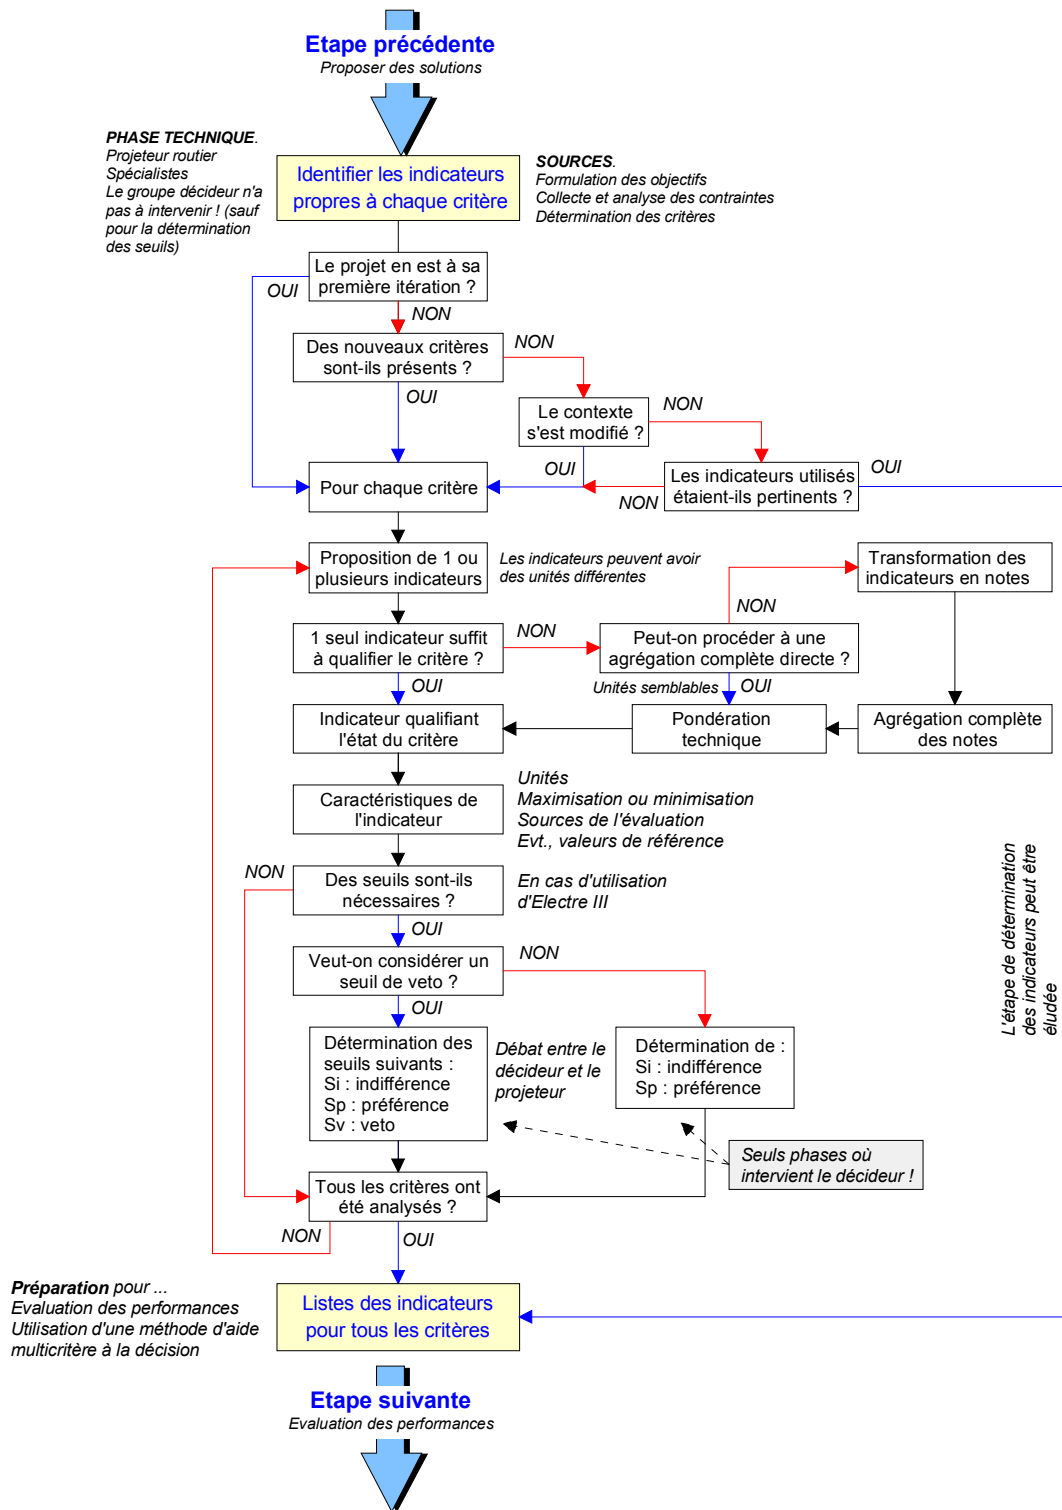 Etape précédente
Proposer des solutions
PHASE TECHNIQUE.
Projeteur routier
Spécialistes
Le groupe décideur n'a
pas à intervenir ! (sauf
pour la détermination
des seuils)
Identifier les indicateurs
propres à chaque critère
SOURCES.
Formulation des objectifs
Collecte et analyse des contraintes
Détermination des critères
Le projet en est à sa
première itération ?
OUI
NON
Des nouveaux critères
sont-ils présents ?
NON
OUI
Le contexte
s'est modifié ?
NON
OUI
Les indicateurs utilisés
étaient-ils pertinents ?
OUI
NON
Pour chaque critère
Proposition de 1 ou
plusieurs indicateurs
Les indicateurs peuvent avoir
des unités différentes
Transformation des
indicateurs en notes
NON
1 seul indicateur suffit
à qualifier le critère ?
NON
Peut-on procéder à une
agrégation complète directe ?
OUI
Unités semblables
OUI
Indicateur qualifiant
l'état du critère
Pondération
technique
Agrégation complète
des notes
Caractéristiques de
l'indicateur
Unités
Maximisation ou minimisation
Sources de l'évaluation
Evt., valeurs de référence
NON
Des seuils sont-ils
nécessaires ?
En cas d'utilisation
d'Electre III
OUI
L'étape de détermination
des indicateurs peut être
éludée
Veut-on considérer un
seuil de veto ?
NON
OUI
Détermination des
seuils suivants :
Si : indifférence
Sp : préférence
Sv : veto
Débat entre le
décideur et le
projeteur
Détermination de :
Si : indifférence
Sp : préférence
Seuls phases où
intervient le décideur !
Tous les critères ont
été analysés ?
NON
OUI
Préparation pour ...
Evaluation des performances
Utilisation d'une méthode d'aide
multicritère à la décision
Listes des indicateurs
pour tous les critères
Etape suivante
Evaluation des performances